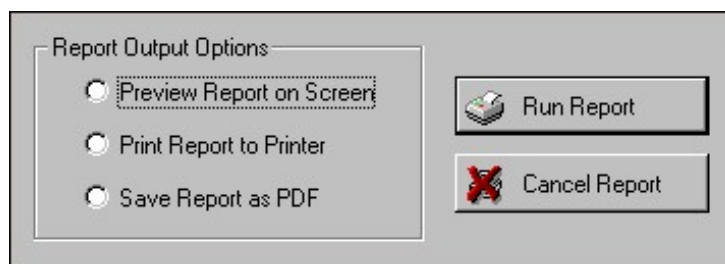 Report Output Options
Preview Report on Screen
Print Report to Printer
Save Report as PDF
Run Report
Cancel Report